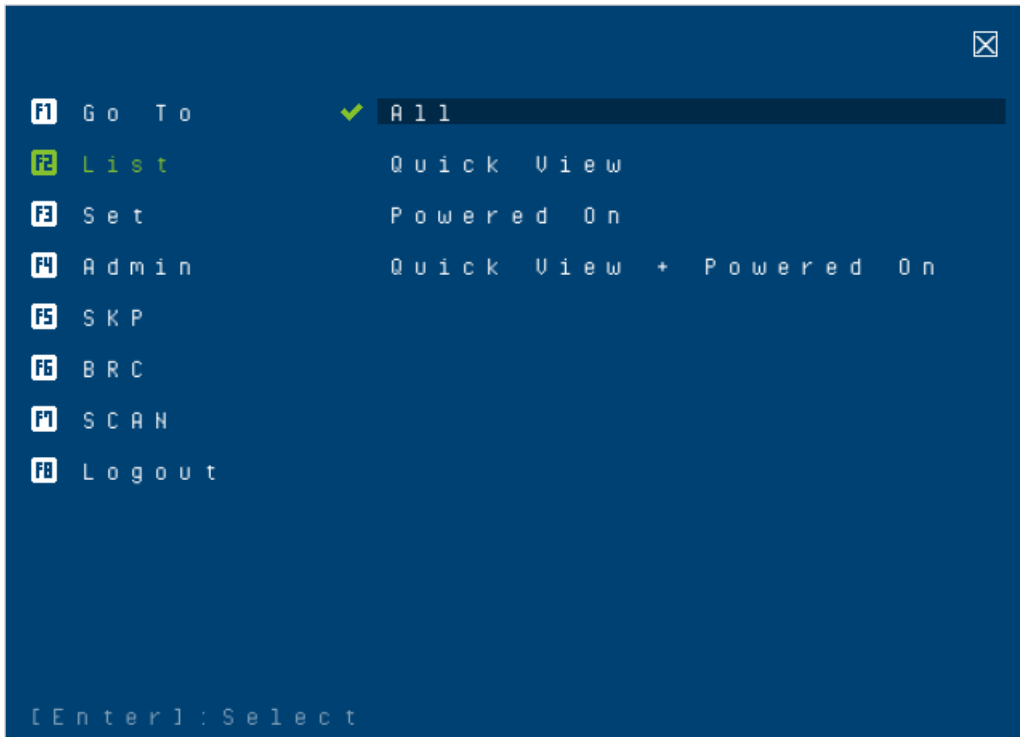 F1 Go To All
F2 List Quick View
F3 Set Powered On
F4 Admin Quick View + Powered On
F5 SKP
F6 BRC
F7 SCAN
F8 Logout
[Enter]:Select